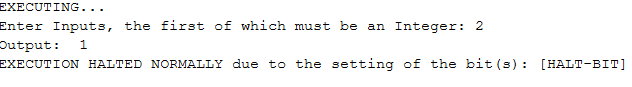 EXECUTING...
Enter Inputs, the first of which must be an Integer: 2
Output:  1
EXECUTION HALTED NORMALLY due to the setting of the bit(s): [HALT-BIT]